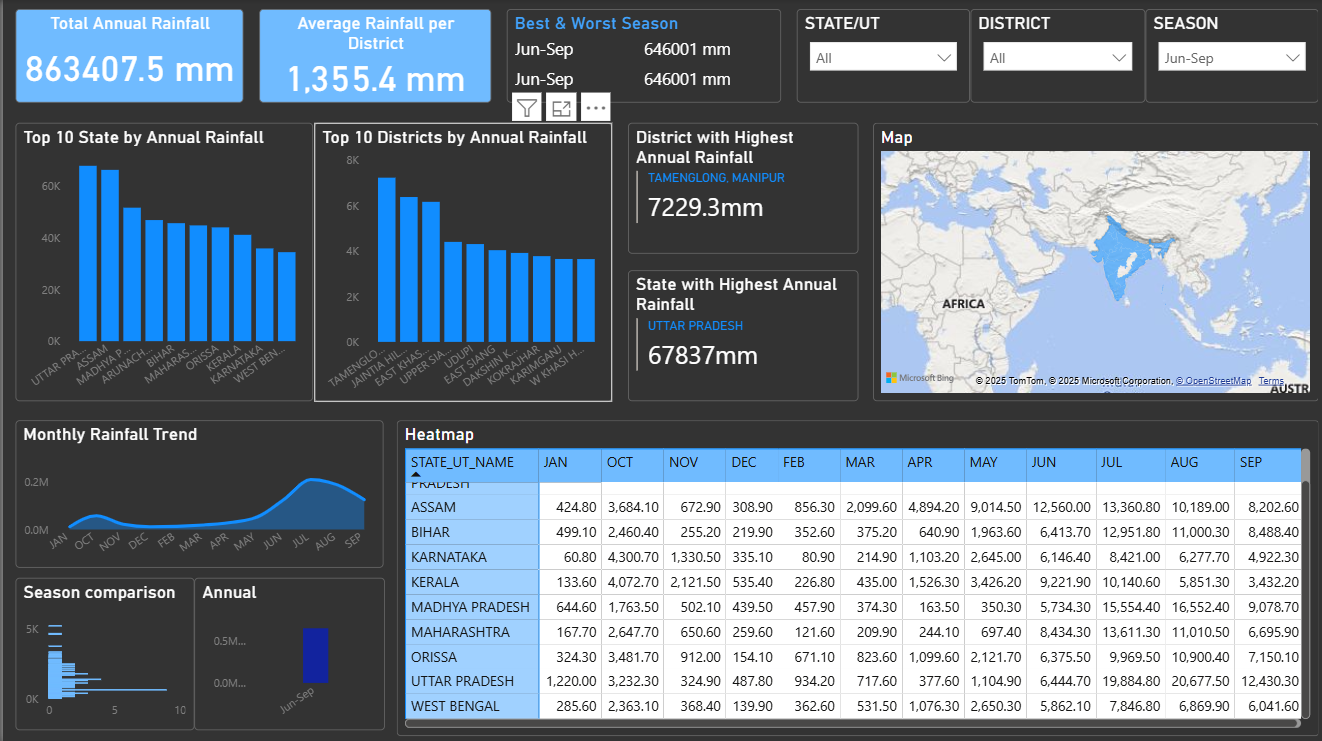 Total Annual Rainfall
863407.5 mm
Average Rainfall per
District
1,355.4 mm
Best & Worst Season
Jun-Sep 646001 mm
Jun-Sep 646001 mm
STATE/UT
All
DISTRICT
All
SEASON
Jun-Sep
Top 10 State by Annual Rainfall
60K
40K
20K
0K
UTTAR PRA...
ASSAM
MADHYA P...
ARUNACH...
BIHAR
MAHARAS...
ORISSA
KERALA
KARNATAKA
WEST BEN...
Top 10 Districts by Annual Rainfall
8K
6K
4K
2K
0K
TAMENGLO...
JAINTIA HIL...
EAST KHAS...
UPPER SIA...
UDUPI
EAST SIANG
DAKSHIN K...
KOKRAJHAR
KARIMGANJ
W KHASI H...
District with Highest
Annual Rainfall
TAMENGLONG, MANIPUR
7229.3mm
State with Highest Annual
Rainfall
UTTAR PRADESH
67837mm
Map
AFRICA
AUSTR
Microsoft Bing
© 2025 TomTom, © 2025 Microsoft Corporation, © OpenStreetMap Terms
Monthly Rainfall Trend
0.2M
0.0M
JAN
OCT
NOV
DEC
FEB
MAR
APR
MAY
JUN
JUL
AUG
SEP
Season comparison
5K
0K
0 5 10
Annual
0.5M...
0.0M...
Jun-Sep
Heatmap
STATE_UT_NAME JAN OCT NOV DEC FEB MAR APR MAY JUN JUL AUG SEP
PRADESH
ASSAM 424.80 3,684.10 672.90 308.90 856.30 2,099.60 4,894.20 9,014.50 12,560.00 13,360.80 10,189.00 8,202.60
BIHAR 499.10 2,460.40 255.20 219.90 352.60 375.20 640.90 1,963.60 6,413.70 12,951.80 11,000.30 8,488.40
KARNATAKA 60.80 4,300.70 1,330.50 335.10 80.90 214.90 1,103.20 2,645.00 6,146.40 8,421.00 6,277.70 4,922.30
KERALA 133.60 4,072.70 2,121.50 535.40 226.80 435.00 1,526.30 3,426.20 9,221.90 10,140.60 5,851.30 3,432.20
MADHYA PRADESH 644.60 1,763.50 502.10 439.50 457.90 374.30 163.50 350.30 5,734.30 15,554.40 16,552.40 9,078.70
MAHARASHTRA 167.70 2,647.70 650.60 259.60 121.60 209.90 244.10 697.40 8,434.30 13,611.30 11,010.50 6,695.90
ORISSA 324.30 3,481.70 912.00 154.10 671.10 823.60 1,099.60 2,121.70 6,375.50 9,969.50 10,900.40 7,150.10
UTTAR PRADESH 1,220.00 3,232.30 324.90 487.80 934.20 717.60 377.60 1,104.90 6,444.70 19,884.80 20,677.50 12,430.30
WEST BENGAL 285.60 2,363.10 368.40 139.90 362.60 531.50 1,076.30 2,650.30 5,862.10 7,846.80 6,869.90 6,041.60